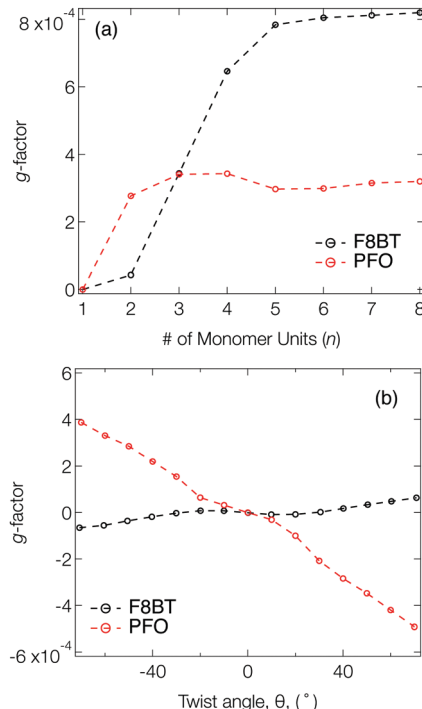 (a)
8 x10⁻⁴
6
4
2
0
g-factor
F8BT
PFO
1 2 3 4 5 6 7 8
# of Monomer Units (n)
(b)
6
4
2
0
-2
-4
-6 x10⁻⁴
g-factor
F8BT
PFO
-40 0 40
Twist angle, θ, (°)